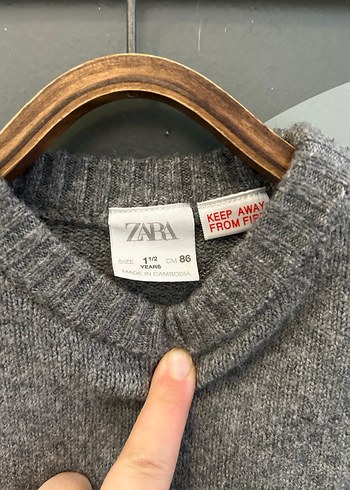 ZARA
SIZE 1 1/2 YEARS CM 86
MADE IN CAMBODIA
KEEP AWAY
FROM FIRE